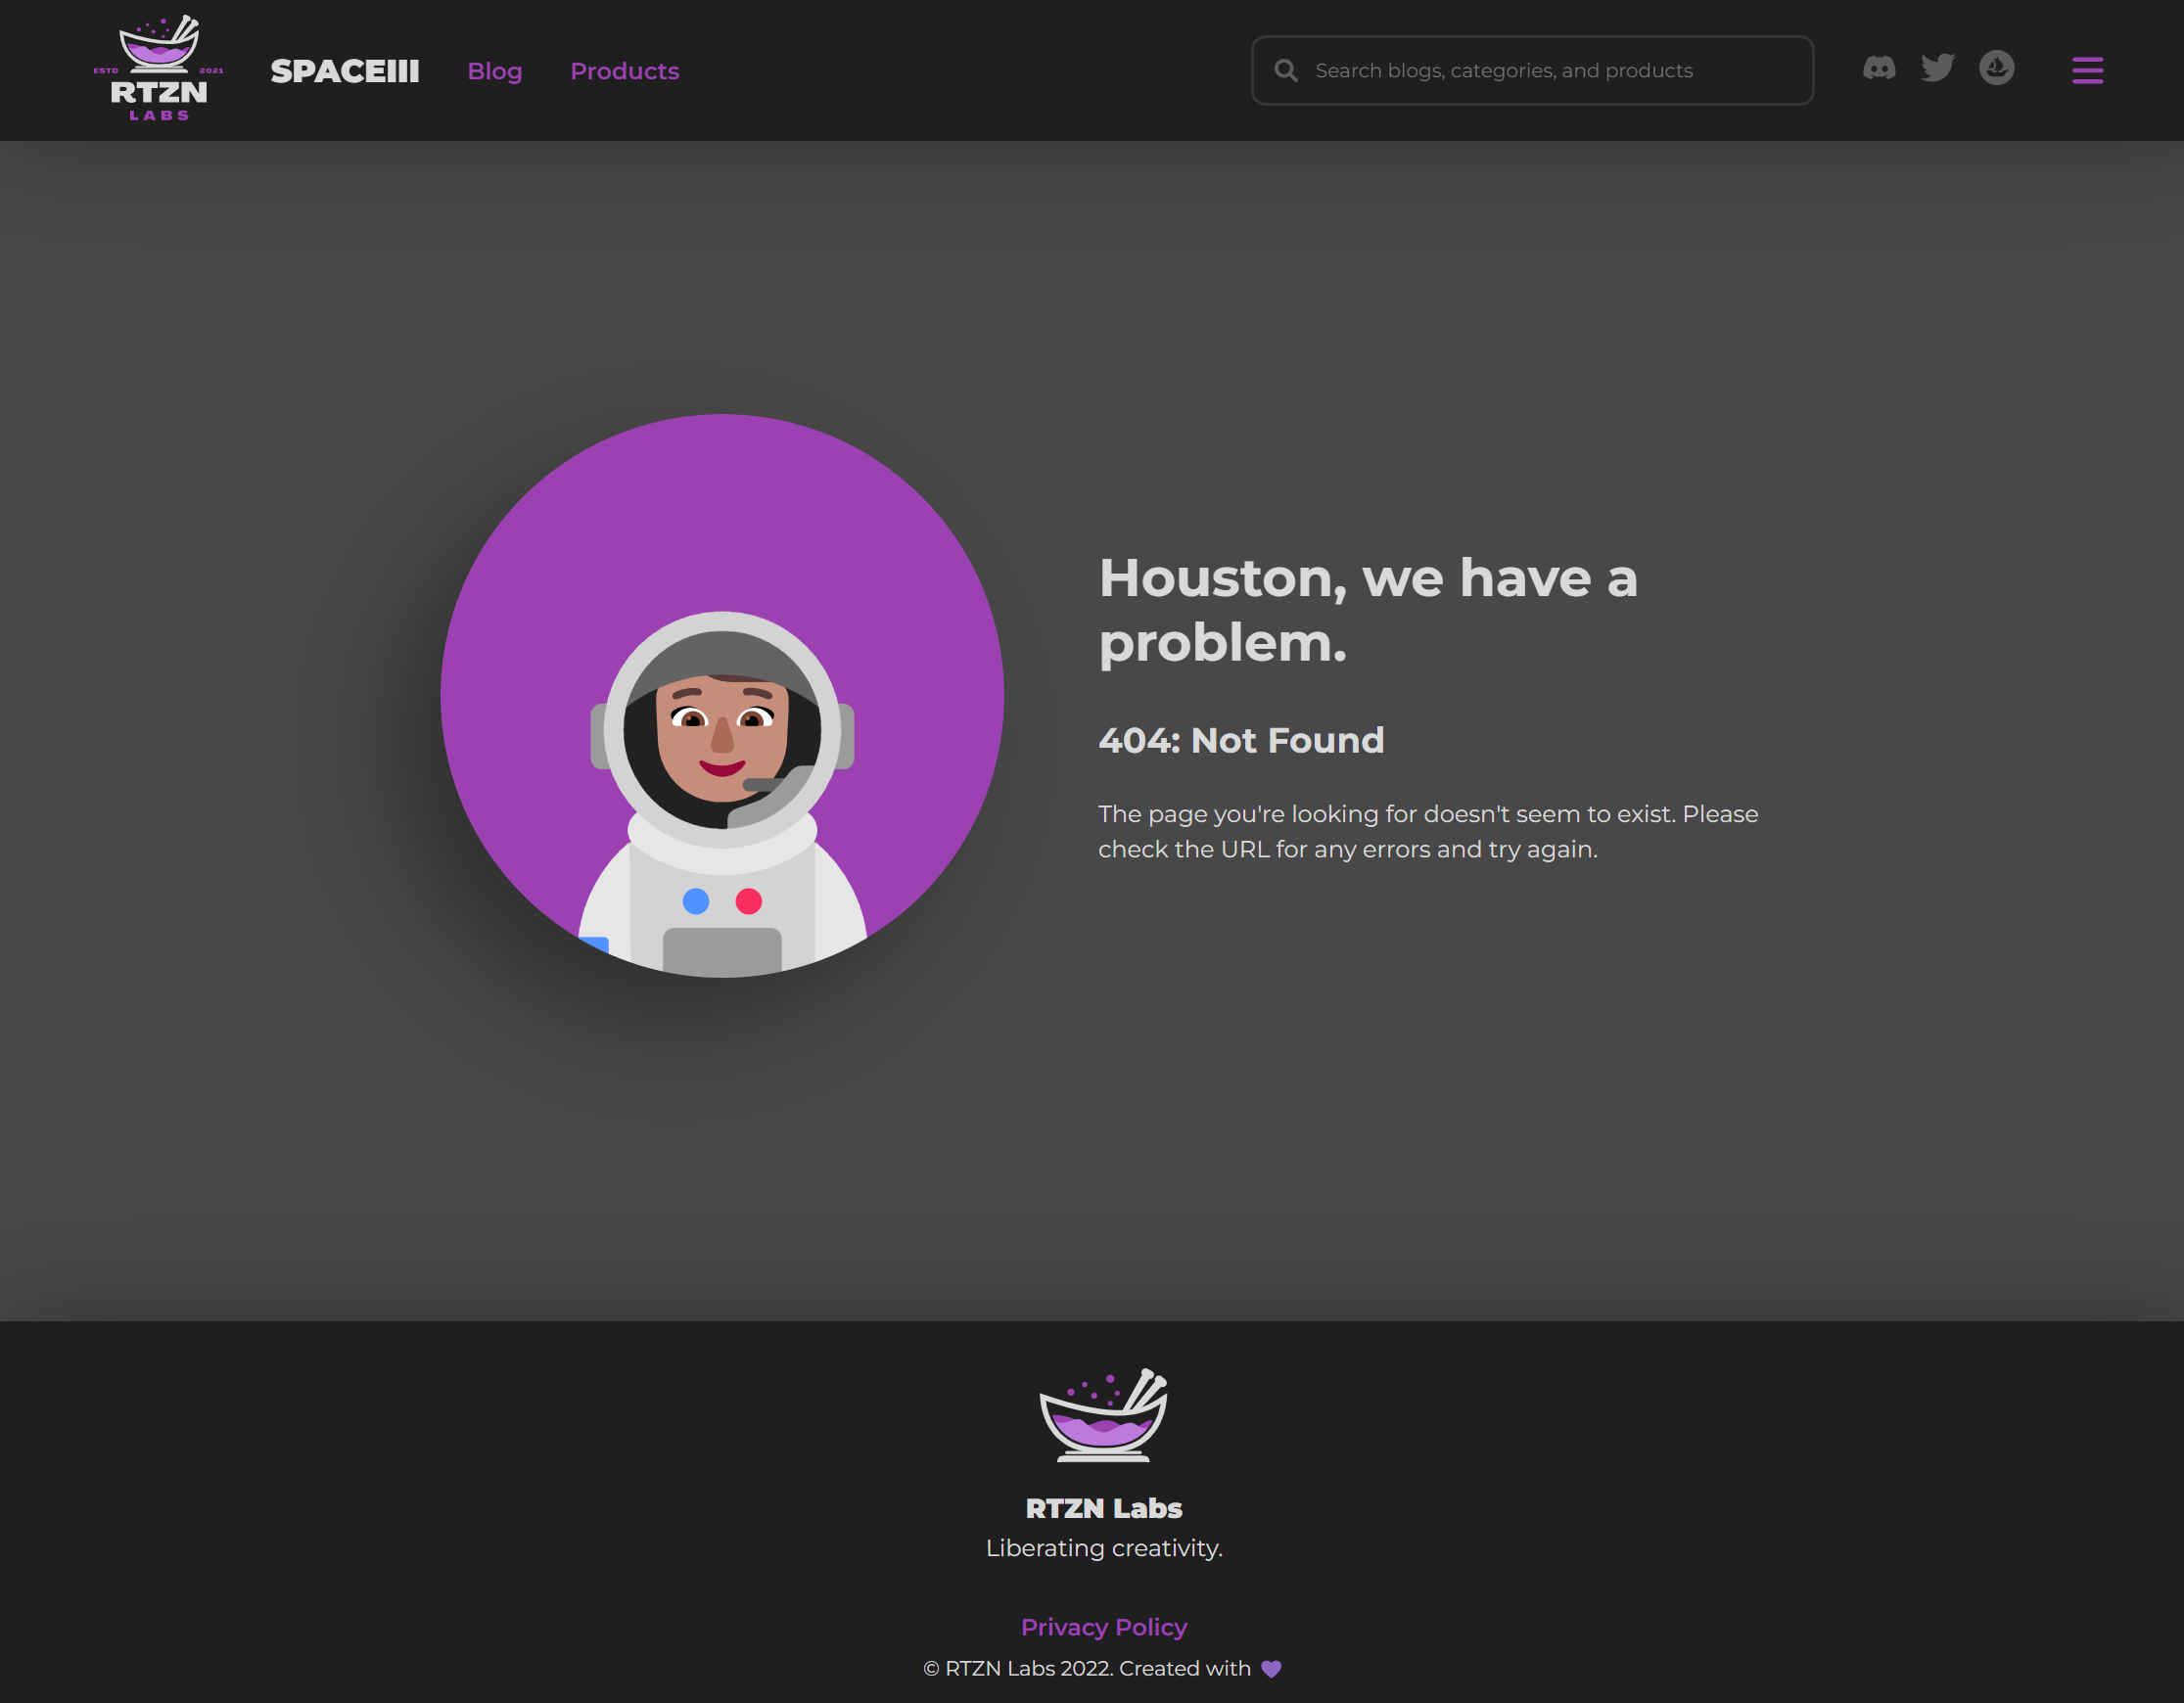 ESTD 2021
RTZN
LABS
SPACEIII
Blog
Products
Search blogs, categories, and products
Houston, we have a
problem.
404: Not Found
The page you're looking for doesn't seem to exist. Please
check the URL for any errors and try again.
RTZN Labs
Liberating creativity.
Privacy Policy
© RTZN Labs 2022. Created with 💜